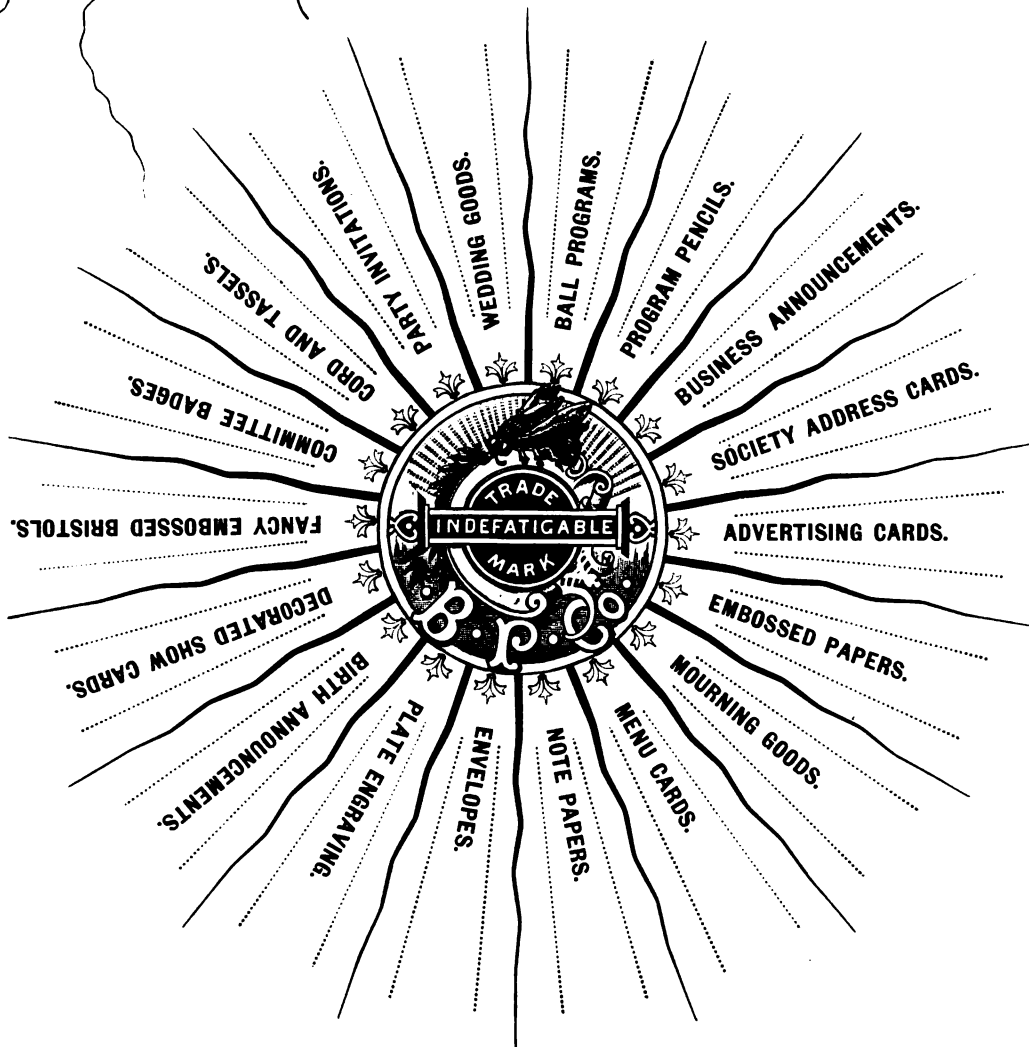 WEDDING GOODS.
BALL PROGRAMS.
PROGRAM PENCILS.
BUSINESS ANNOUNCEMENTS.
SOCIETY ADDRESS CARDS.
ADVERTISING CARDS.
EMBOSSED PAPERS.
MOURNING GOODS.
MENU CARDS.
NOTE PAPERS.
ENVELOPES.
PLATE ENGRAVING.
BIRTH ANNOUNCEMENTS.
DECORATED SHOW CARDS.
FANCY EMBOSSED BRISTOLS.
COMMITTEE BADGES.
CORD AND TASSELS.
PARTY INVITATIONS.
TRADE
INDEFATIGABLE
MARK
B. P. Co.